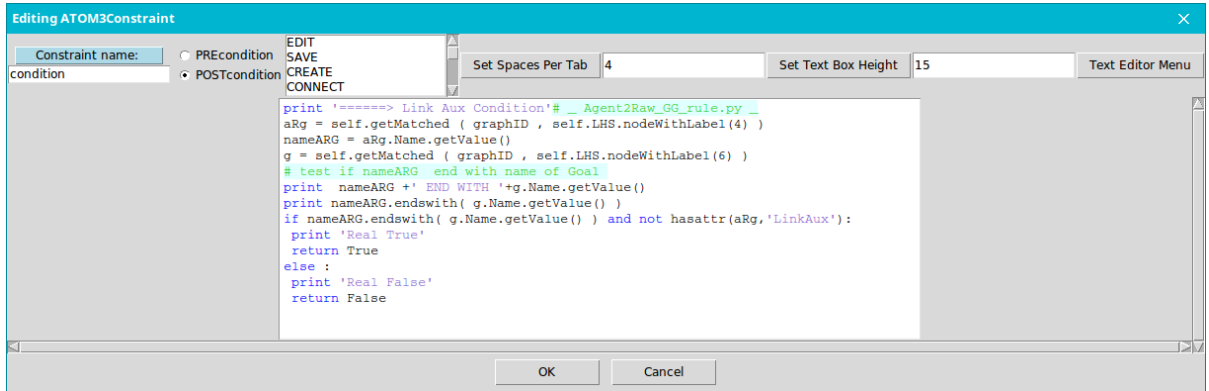 Editing ATOM3Constraint
Constraint name:
condition
PREcondition
POSTcondition
EDIT
SAVE
CREATE
CONNECT
Set Spaces Per Tab 4
Set Text Box Height 15
Text Editor Menu
print '======> Link Aux Condition'# _ Agent2Raw_GG_rule.py _
aRg = self.getMatched ( graphID , self.LHS.nodeWithLabel(4) )
nameARG = aRg.Name.getValue()
g = self.getMatched ( graphID , self.LHS.nodeWithLabel(6) )
# test if nameARG  end with name of Goal
print  nameARG +' END WITH '+g.Name.getValue()
print nameARG.endswith( g.Name.getValue() )
if nameARG.endswith( g.Name.getValue() ) and not hasattr(aRg,'LinkAux'):
 print 'Real True'
 return True
else :
 print 'Real False'
 return False
OK
Cancel